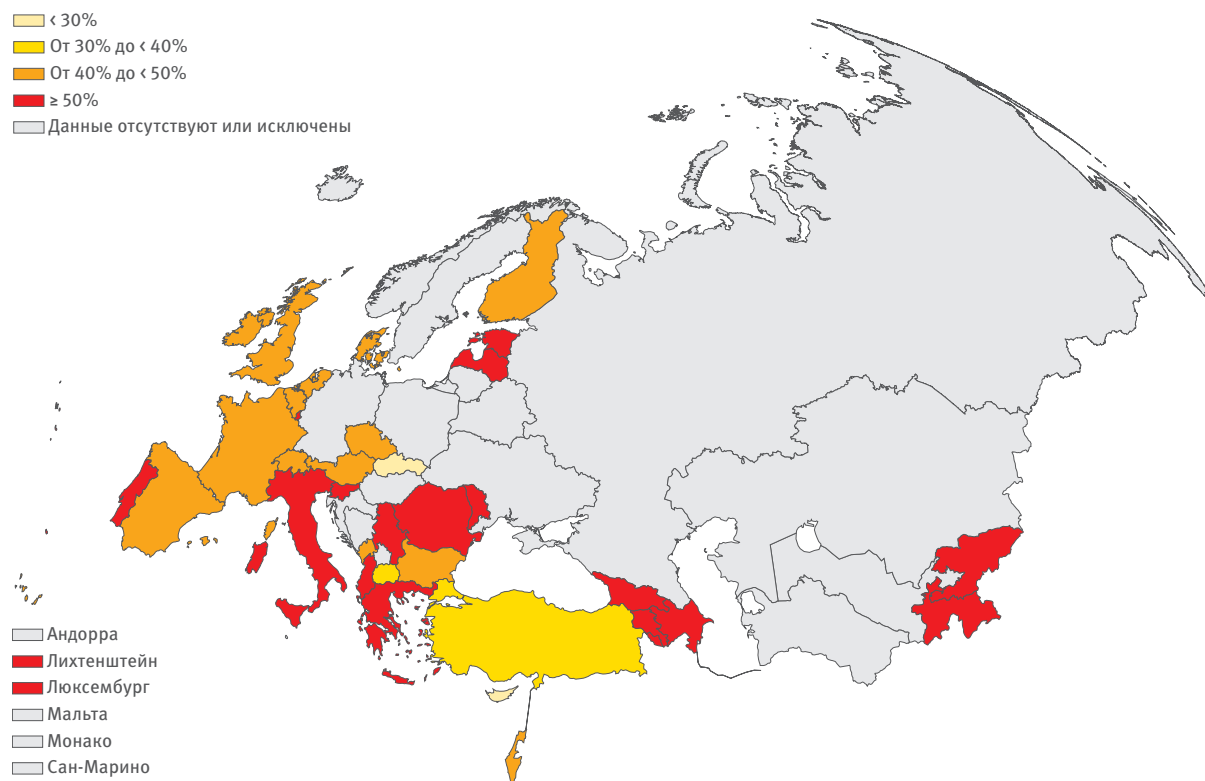 < 30%
От 30% до < 40%
От 40% до < 50%
≥ 50%
Данные отсутствуют или исключены
Андорра
Лихтенштейн
Люксембург
Мальта
Монако
Сан-Марино